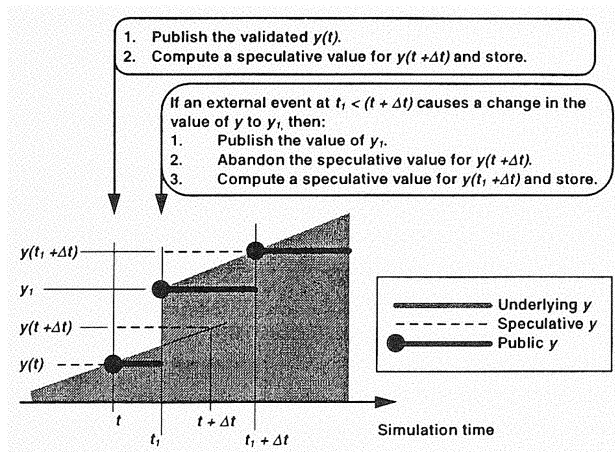 1. Publish the validated y(t).
2. Compute a speculative value for y(t +Δt) and store.
If an external event at t₁ < (t + Δt) causes a change in the
value of y to y₁, then:
1. Publish the value of y₁.
2. Abandon the speculative value for y(t +Δt).
3. Compute a speculative value for y(t₁ +Δt) and store.
y(t₁ +Δt)
y₁
y(t +Δt)
y(t)
Underlying y
Speculative y
Public y
t
t₁
t + Δt
t₁ + Δt
Simulation time